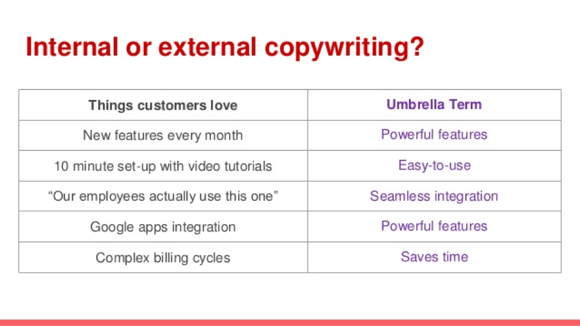 Internal or external copywriting?
Things customers love Umbrella Term
New features every month Powerful features
10 minute set-up with video tutorials Easy-to-use
“Our employees actually use this one” Seamless integration
Google apps integration Powerful features
Complex billing cycles Saves time